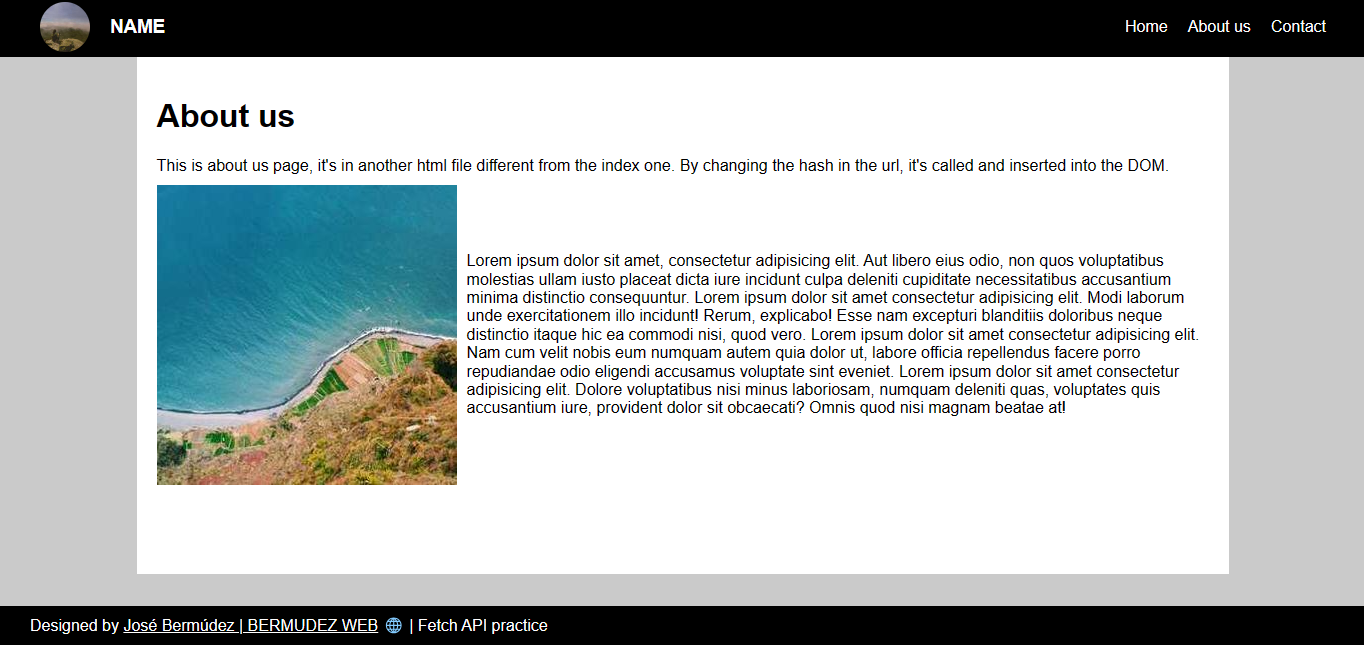 NAME
Home About us Contact
About us
This is about us page, it's in another html file different from the index one. By changing the hash in the url, it's called and inserted into the DOM.
Lorem ipsum dolor sit amet, consectetur adipisicing elit. Aut libero eius odio, non quos voluptatibus
molestias ullam iusto placeat dicta iure incidunt culpa deleniti cupiditate necessitatibus accusantium
minima distinctio consequuntur. Lorem ipsum dolor sit amet consectetur adipisicing elit. Modi laborum
unde exercitationem illo incidunt! Rerum, explicabo! Esse nam excepturi blanditiis doloribus neque
distinctio itaque hic ea commodi nisi, quod vero. Lorem ipsum dolor sit amet consectetur adipisicing elit.
Nam cum velit nobis eum numquam autem quia dolor ut, labore officia repellendus facere porro
repudiandae odio eligendi accusamus voluptate sint eveniet. Lorem ipsum dolor sit amet consectetur
adipisicing elit. Dolore voluptatibus nisi minus laboriosam, numquam deleniti quas, voluptates quis
accusantium iure, provident dolor sit obcaecati? Omnis quod nisi magnam beatae at!
Designed by José Bermúdez | BERMUDEZ WEB 🌐 | Fetch API practice